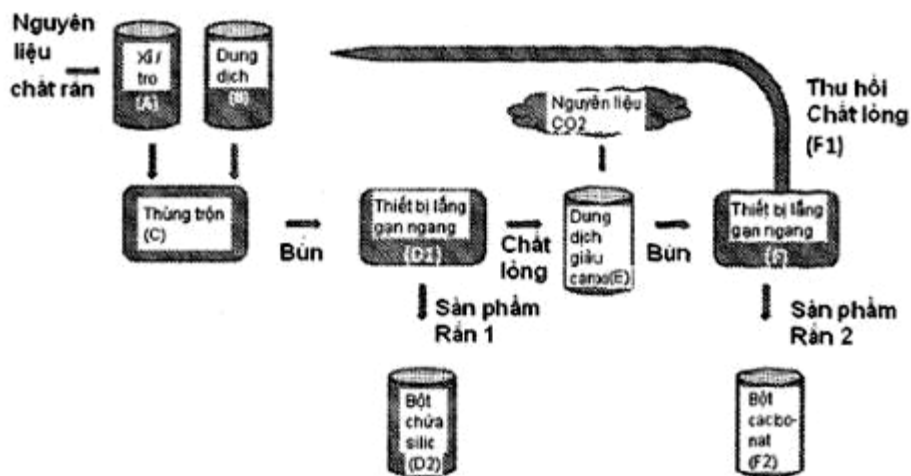 Nguyên
liệu
chất rắn
Xỉ /
tro
(A)
Dung
dịch
(B)
Nguyên liệu
CO2
Thu hồi
Chất lỏng
(F1)
Thùng trộn
(C)
Bùn
Thiết bị lắng
gạn ngang
(D1)
Chất
lỏng
Dung
dịch
giàu
canxi(E)
Bùn
Thiết bị lắng
gạn ngang
Sản phẩm
Rắn 1
Sản phẩm
Rắn 2
Bột
chứa
silic
(D2)
Bột
cacbo-
nat
(F2)